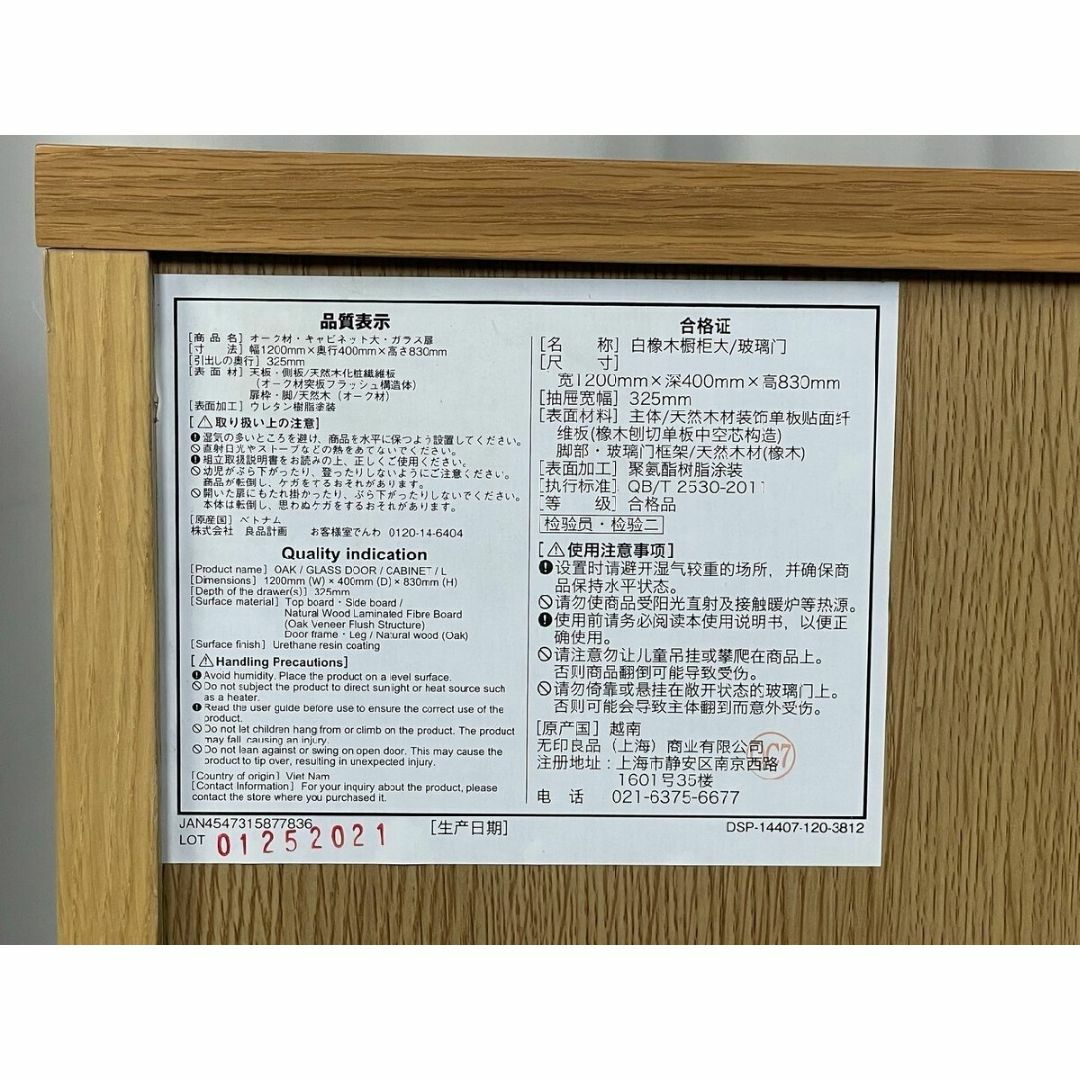 品質表示
[商 品 名] オーク材・キャビネット大・ガラス扉
[寸　　法] 幅1200mm×奥行400mm×高さ830mm
[引出しの奥行] 325mm
[表 面 材] 天板・側板/天然木化粧繊維板
(オーク材突板フラッシュ構造体)
扉枠・脚/天然木(オーク材)
[表面加工] ウレタン樹脂塗装
[⚠取り扱い上の注意]
湿気の多いところを避け、商品を水平に保つよう設置してください。
直射日光やストーブなどの熱をあてないでください。
組立取扱説明書をお読みの上、正しくご使用ください。
幼児がぶら下がったり、登ったりしないようにご注意ください。
商品が転倒し、ケガをするおそれがあります。
開いた扉にもたれ掛かったり、ぶら下がったりしないでください。
本体は転倒し、思わぬケガをするおそれがあります。
[原産国] ベトナム
株式会社 良品計画 お客様室でんわ 0120-14-6404
Quality indication
[Product name] OAK / GLASS DOOR / CABINET / L
[Dimensions] 1200mm (W) × 400mm (D) × 830mm (H)
[Depth of the drawer(s)] 325mm
[Surface material] Top board・Side board /
Natural Wood Laminated Fibre Board
(Oak Veneer Flush Structure)
Door frame・Leg / Natural wood (Oak)
[Surface finish] Urethane resin coating
[⚠Handling Precautions]
Avoid humidity. Place the product on a level surface.
Do not subject the product to direct sunlight or heat source such
as a heater.
Read the user guide before use to ensure the correct use of the
product.
Do not let children hang from or climb on the product. The product
may fall, causing an injury.
Do not lean against or swing on open door. This may cause the
product to tip over, resulting in unexpected injury.
[Country of origin] Viet Nam
[Contact Information] For your inquiry about the product, please
contact the store where you purchased it.
合格证
[名　　称] 白橡木橱柜大/玻璃门
[尺　　寸]
宽1200mm×深400mm×高830mm
[抽屉宽幅] 325mm
[表面材料] 主体/天然木材装饰单板贴面纤
维板(橡木刨切单板中空芯构造)
脚部・玻璃门框架/天然木材(橡木)
[表面加工] 聚氨酯树脂涂装
[执行标准] QB/T 2530-2011
[等　　级] 合格品
检验员・检验二
[⚠使用注意事项]
设置时请避开湿气较重的场所，并确保商
品保持水平状态。
请勿使商品受阳光直射及接触暖炉等热源。
使用前请务必阅读本使用说明书，以便正
确使用。
请注意勿让儿童吊挂或攀爬在商品上。
否则商品翻倒可能导致受伤。
请勿倚靠或悬挂在敞开状态的玻璃门上。
否则可能会导致主体翻到而意外受伤。
[原产国] 越南
无印良品（上海）商业有限公司
注册地址：上海市静安区南京西路
1601号35楼
电　话　021-6375-6677
JAN4547315877836
LOT 01252021
[生产日期]
DSP-14407-120-3812